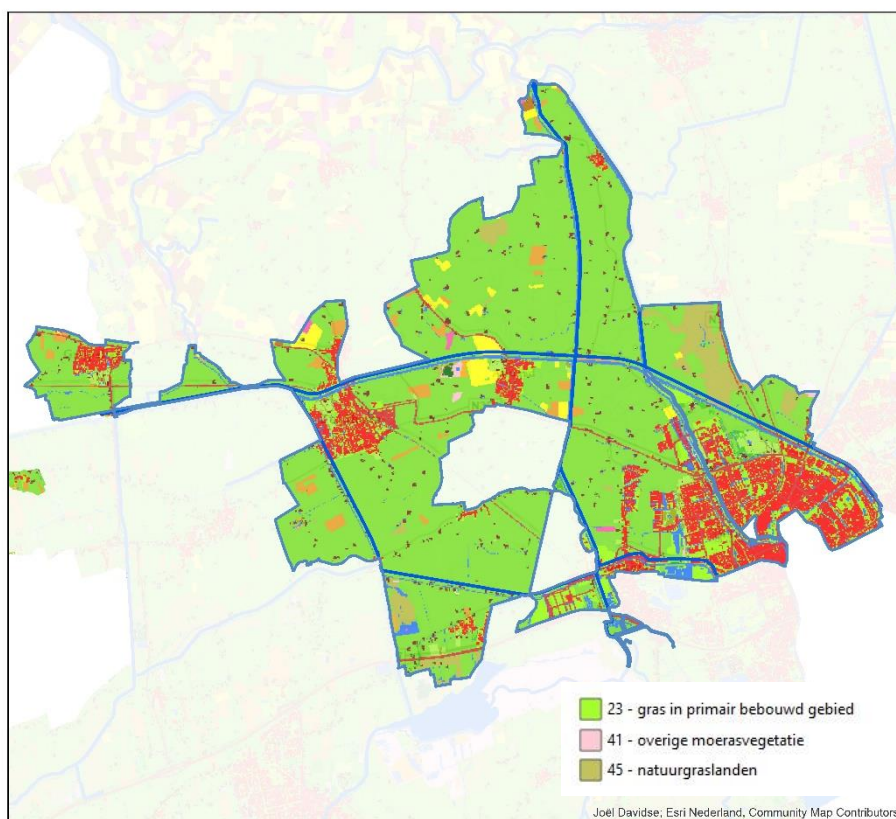 23 - gras in primair bebouwd gebied
41 - overige moerasvegetatie
45 - natuurgraslanden
Joël Davidse; Esri Nederland, Community Map Contributors